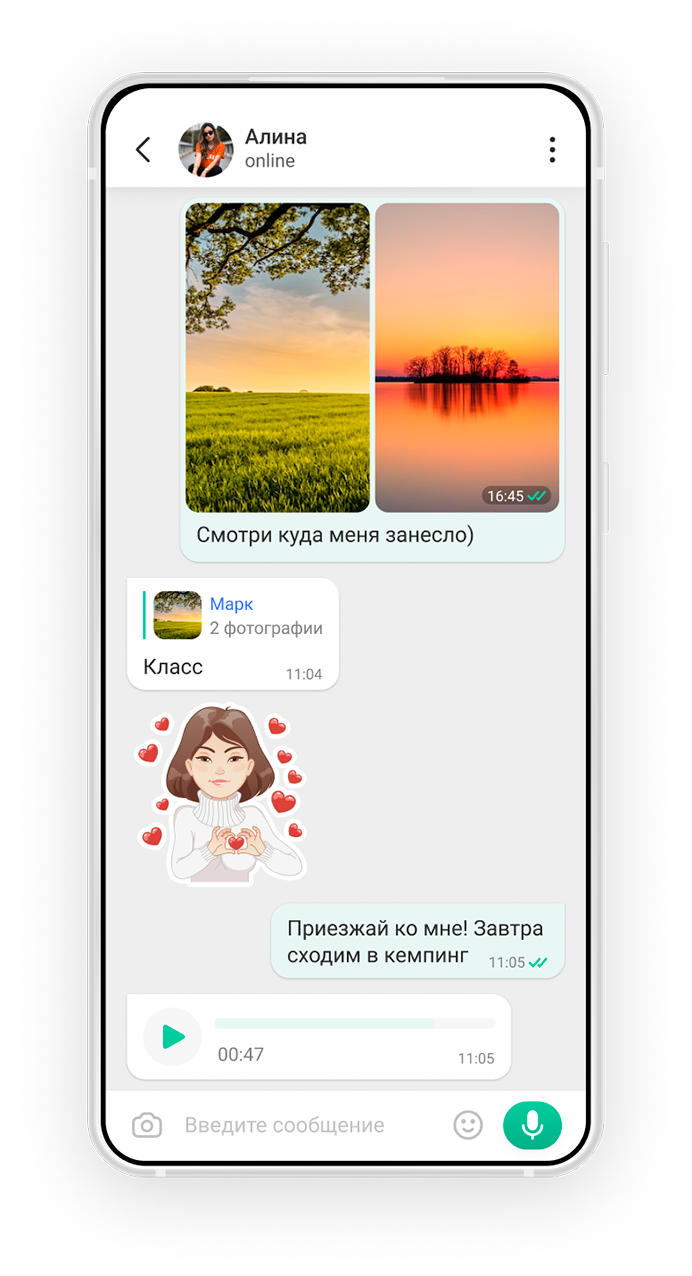 Алина
online
16:45
Смотри куда меня занесло)
Марк
2 фотографии
Класс
11:04
Приезжай ко мне! Завтра
сходим в кемпинг
11:05
00:47
11:05
Введите сообщение